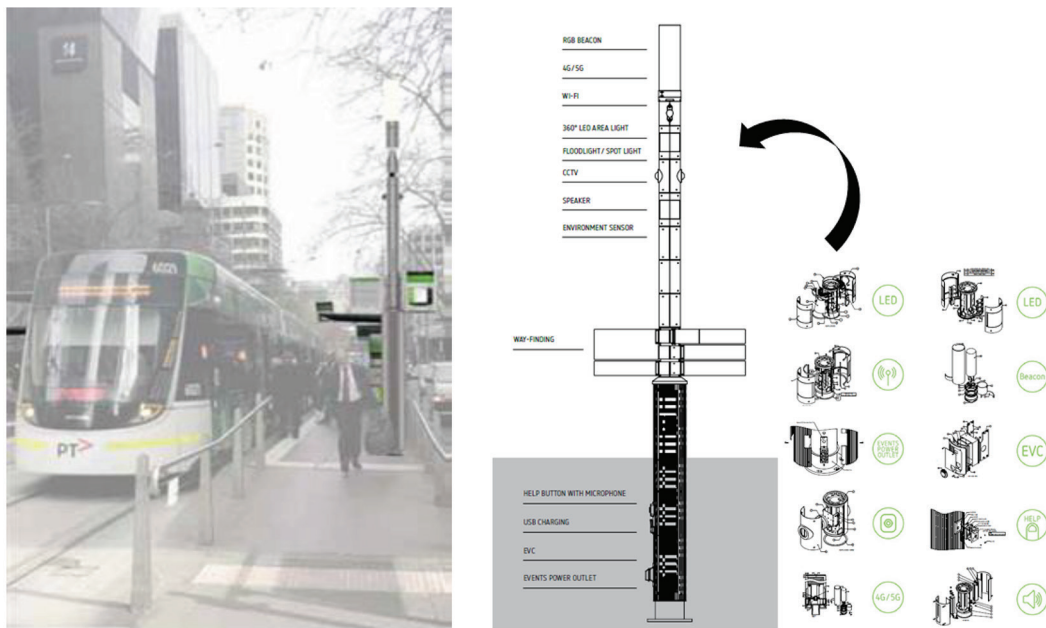 14
6021
PT>
RGB BEACON
4G/5G
WI-FI
360° LED AREA LIGHT
FLOODLIGHT / SPOT LIGHT
CCTV
SPEAKER
ENVIRONMENT SENSOR
WAY-FINDING
HELP BUTTON WITH MICROPHONE
USB CHARGING
EVC
EVENTS POWER OUTLET
LED
LED
Beacon
EVENTS
POWER
OUTLET
EVC
HELP
4G/5G